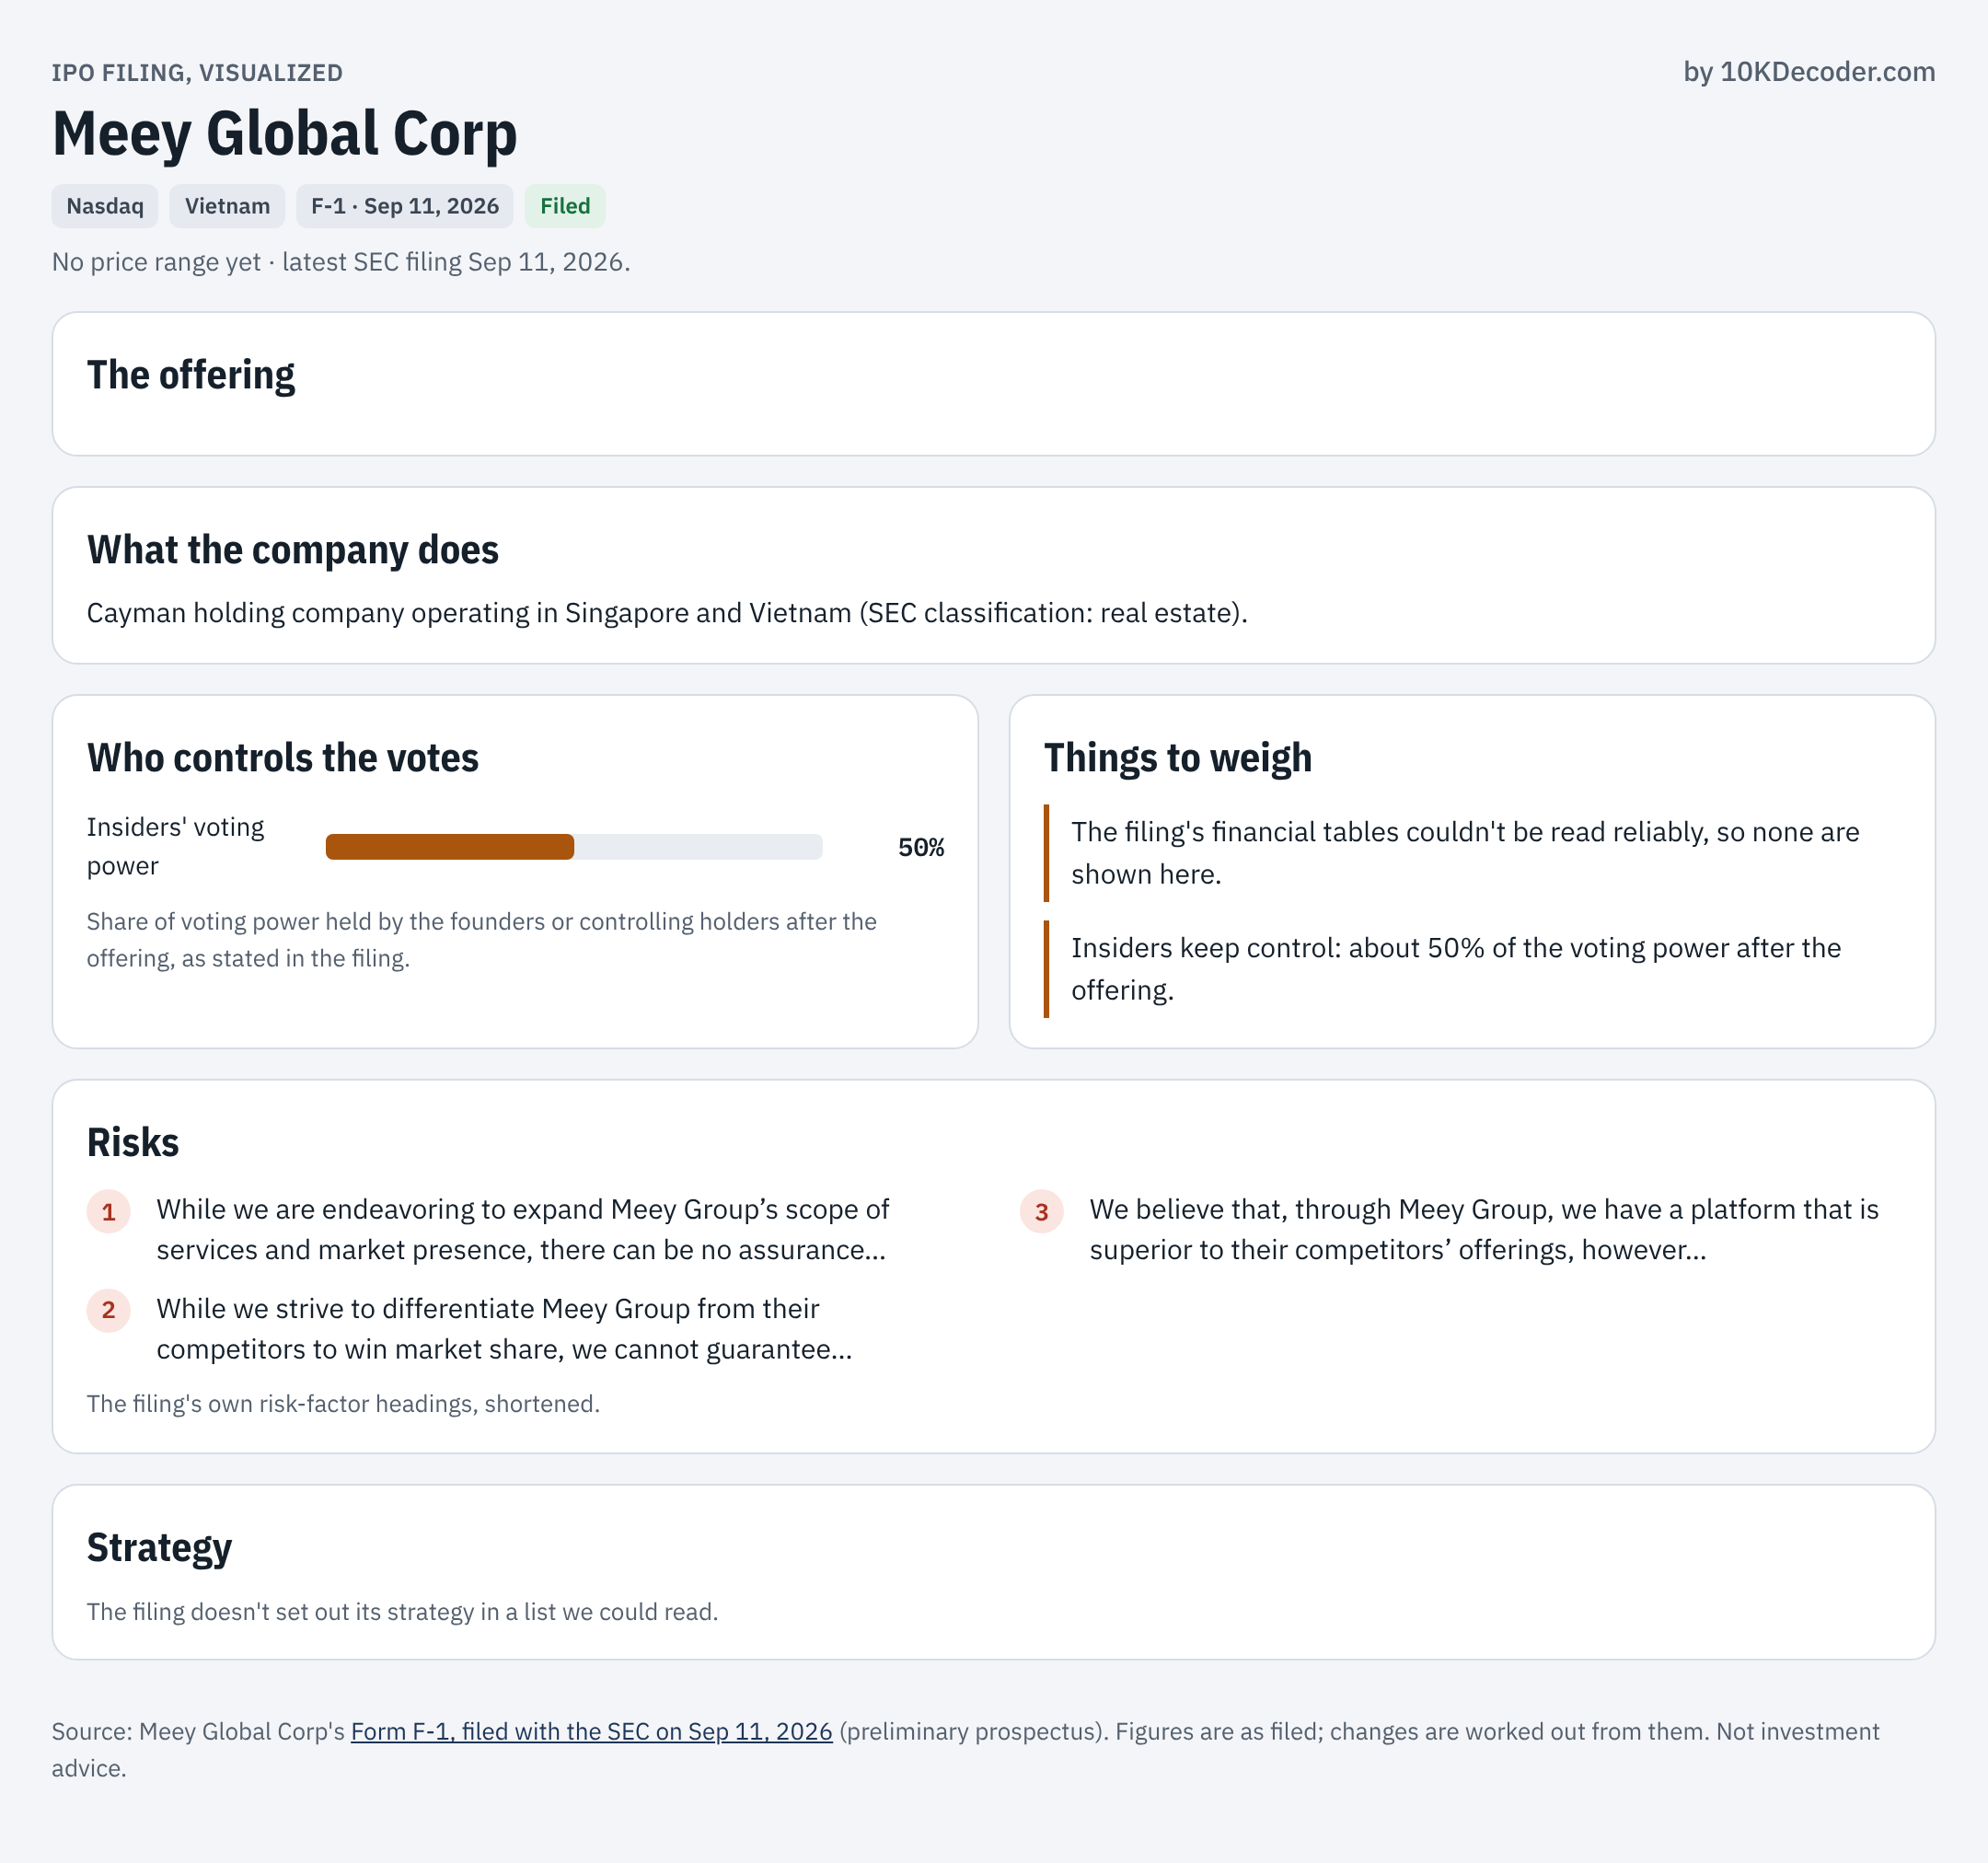 IPO FILING, VISUALIZED
by 10KDecoder.com
Meey Global Corp
Nasdaq
Vietnam
F-1 · Sep 11, 2026
Filed
No price range yet · latest SEC filing Sep 11, 2026.
The offering
What the company does
Cayman holding company operating in Singapore and Vietnam (SEC classification: real estate).
Who controls the votes
Insiders' voting
power
50%
Share of voting power held by the founders or controlling holders after the
offering, as stated in the filing.
Things to weigh
The filing's financial tables couldn't be read reliably, so none are
shown here.
Insiders keep control: about 50% of the voting power after the
offering.
Risks
1
While we are endeavoring to expand Meey Group’s scope of
services and market presence, there can be no assurance…
2
While we strive to differentiate Meey Group from their
competitors to win market share, we cannot guarantee…
3
We believe that, through Meey Group, we have a platform that is
superior to their competitors’ offerings, however…
The filing's own risk-factor headings, shortened.
Strategy
The filing doesn't set out its strategy in a list we could read.
Source: Meey Global Corp's Form F-1, filed with the SEC on Sep 11, 2026 (preliminary prospectus). Figures are as filed; changes are worked out from them. Not investment
advice.